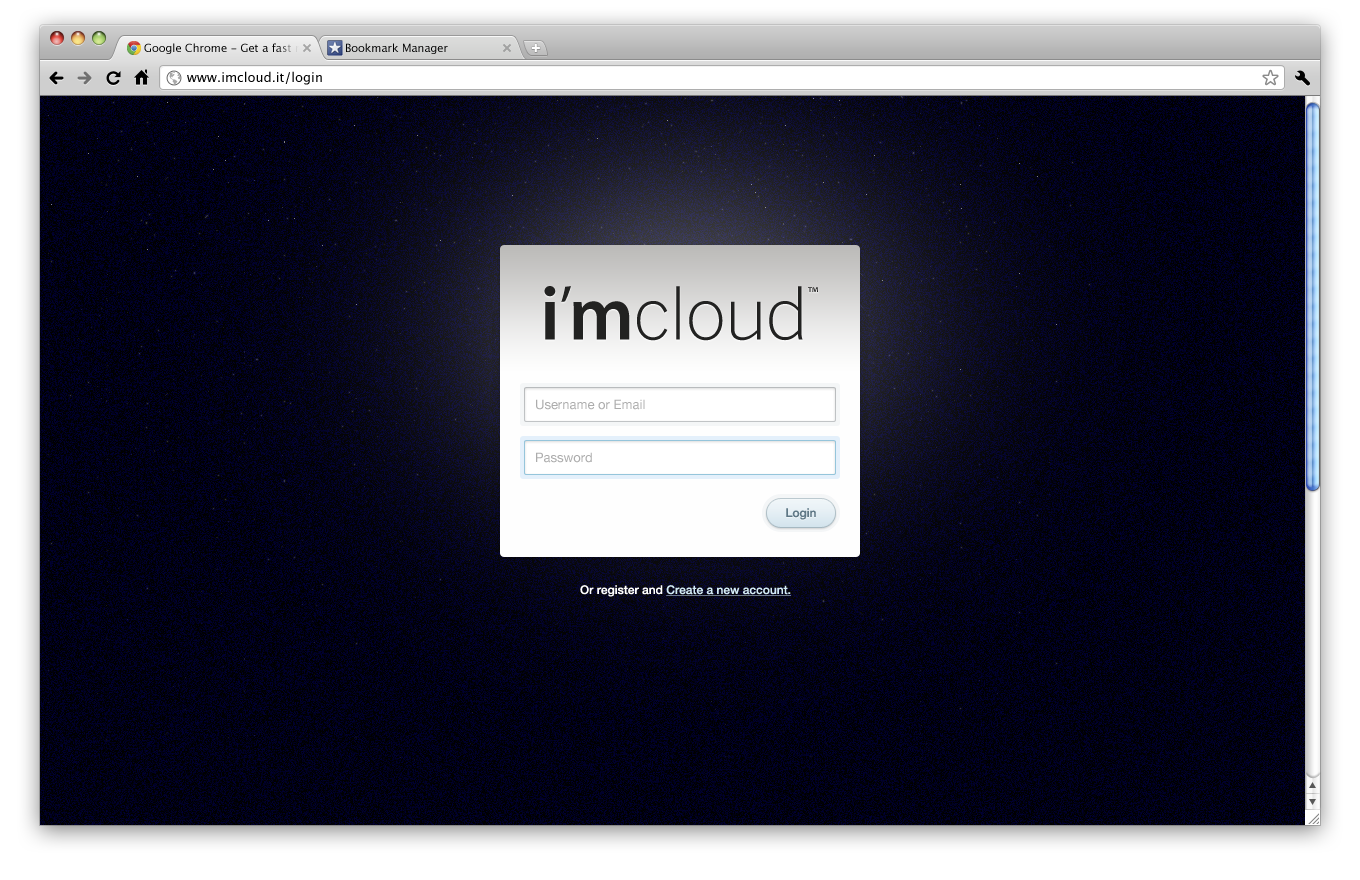 Google Chrome – Get a fast
Bookmark Manager
www.imcloud.it/login
i'mcloud™
Username or Email
Password
Login
Or register and Create a new account.